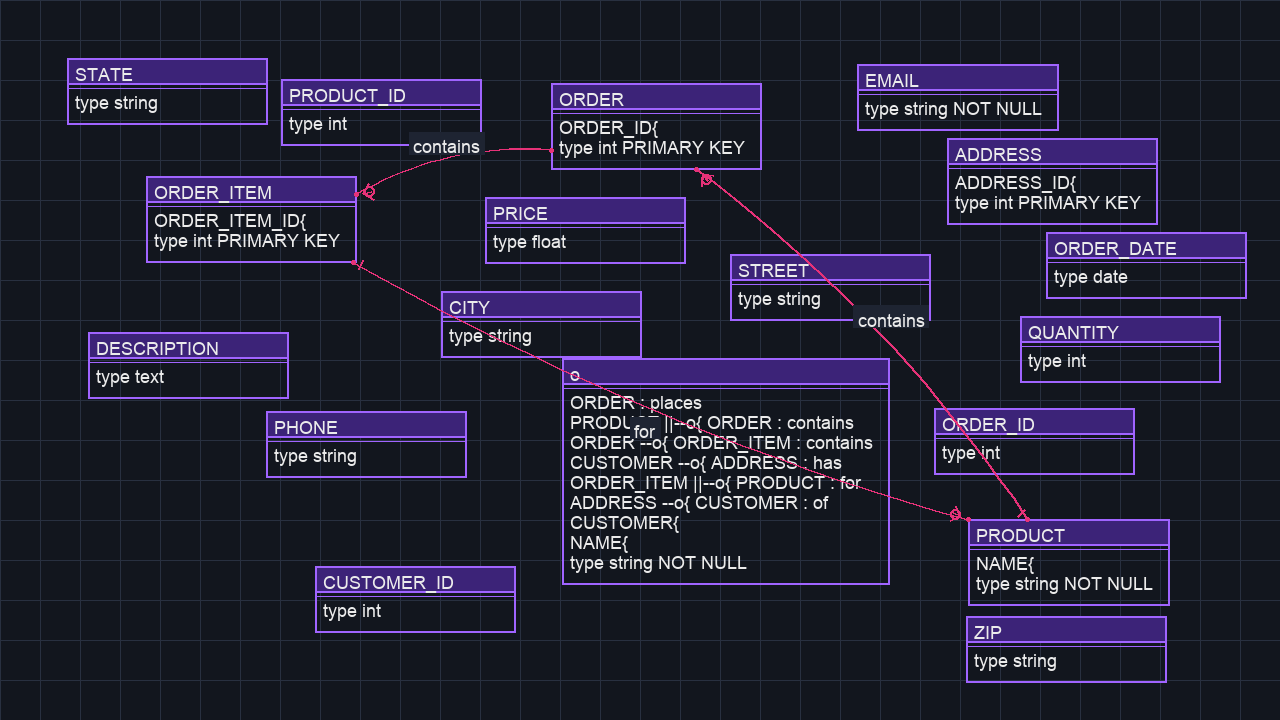 STATE
type string
PRODUCT_ID
type int
contains
ORDER
ORDER_ID{
type int PRIMARY KEY
EMAIL
type string NOT NULL
ADDRESS
ADDRESS_ID{
type int PRIMARY KEY
ORDER_ITEM
ORDER_ITEM_ID{
type int PRIMARY KEY
PRICE
type float
STREET
type string
ORDER_DATE
type date
CITY
type string
contains
QUANTITY
type int
DESCRIPTION
type text
o
ORDER : places
PRODUCT ||--o{ ORDER : contains
for
ORDER --o{ ORDER_ITEM : contains
CUSTOMER --o{ ADDRESS : has
ORDER_ITEM ||--o{ PRODUCT : for
ADDRESS --o{ CUSTOMER : of
CUSTOMER{
NAME{
type string NOT NULL
PHONE
type string
ORDER_ID
type int
PRODUCT
NAME{
type string NOT NULL
CUSTOMER_ID
type int
ZIP
type string